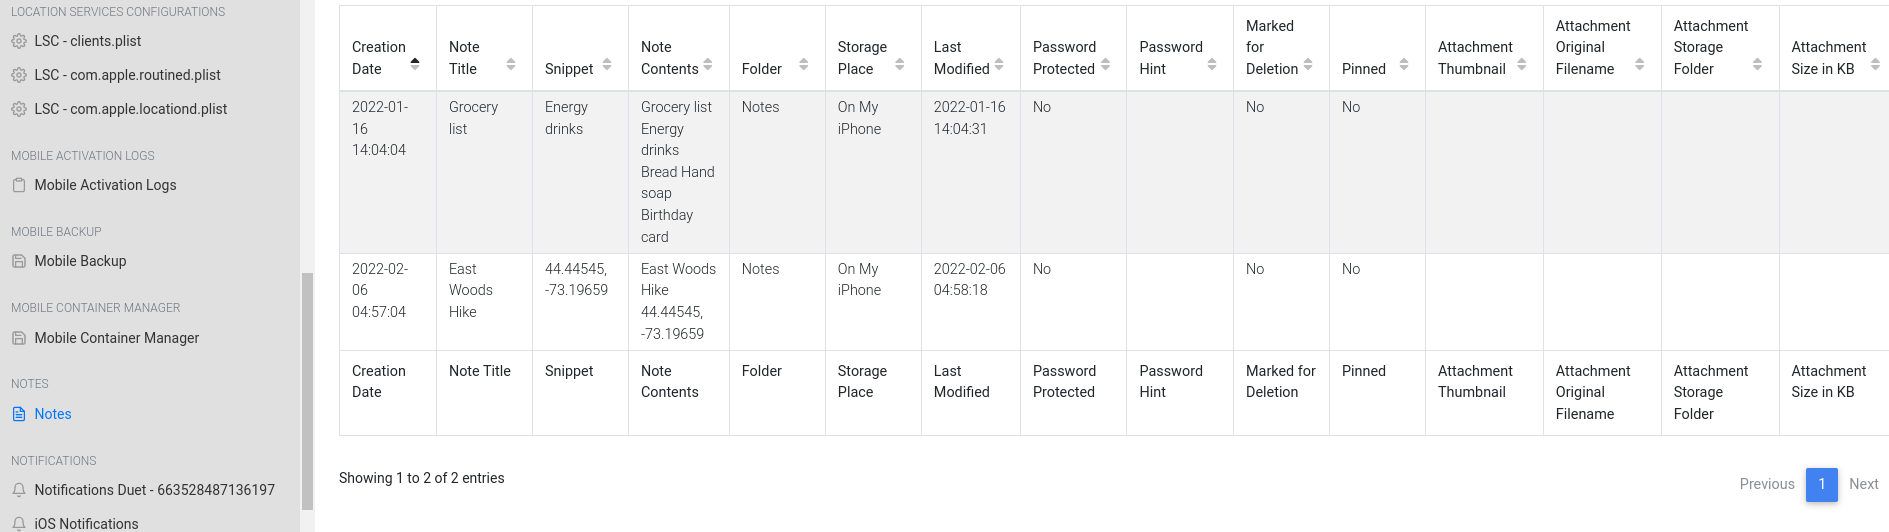 LOCATION SERVICES CONFIGURATIONS
LSC - clients.plist
LSC - com.apple.routined.plist
LSC - com.apple.locationd.plist
MOBILE ACTIVATION LOGS
Mobile Activation Logs
MOBILE BACKUP
Mobile Backup
MOBILE CONTAINER MANAGER
Mobile Container Manager
NOTES
Notes
NOTIFICATIONS
Notifications Duet - 663528487136197
iOS Notifications
Creation
Date
Note
Title
Snippet
Note
Contents
Folder
Storage
Place
Last
Modified
Password
Protected
Password
Hint
Marked
for
Deletion
Pinned
Attachment
Thumbnail
Attachment
Original
Filename
Attachment
Storage
Folder
Attachment
Size in KB
2022-01-
16
14:04:04
Grocery
list
Energy
drinks
Grocery list
Energy
drinks
Bread Hand
soap
Birthday
card
Notes
On My
iPhone
2022-01-16
14:04:31
No
No
No
2022-02-
06
04:57:04
East
Woods
Hike
44.44545,
-73.19659
East Woods
Hike
44.44545,
-73.19659
Notes
On My
iPhone
2022-02-06
04:58:18
No
No
No
Creation
Date
Note Title
Snippet
Note
Contents
Folder
Storage
Place
Last
Modified
Password
Protected
Password
Hint
Marked for
Deletion
Pinned
Attachment
Thumbnail
Attachment
Original
Filename
Attachment
Storage
Folder
Attachment
Size in KB
Showing 1 to 2 of 2 entries
Previous 1 Next